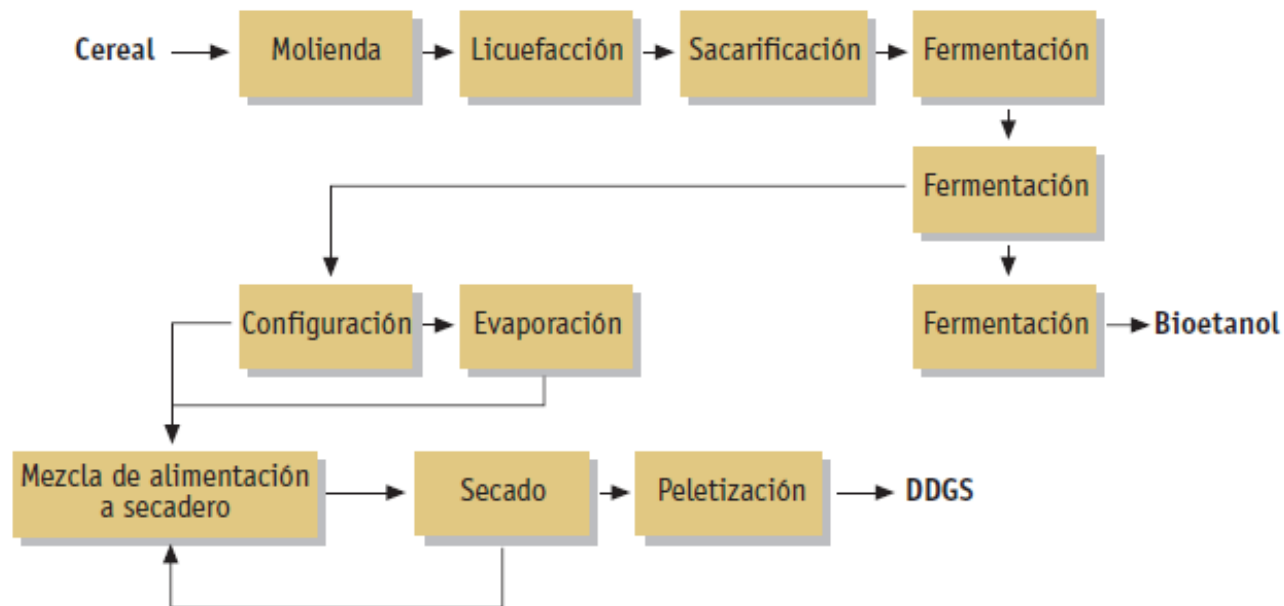 Cereal
Molienda
Licuefacción
Sacarificación
Fermentación
Fermentación
Configuración
Evaporación
Fermentación
Bioetanol
Mezcla de alimentación
a secadero
Secado
Peletización
DDGS